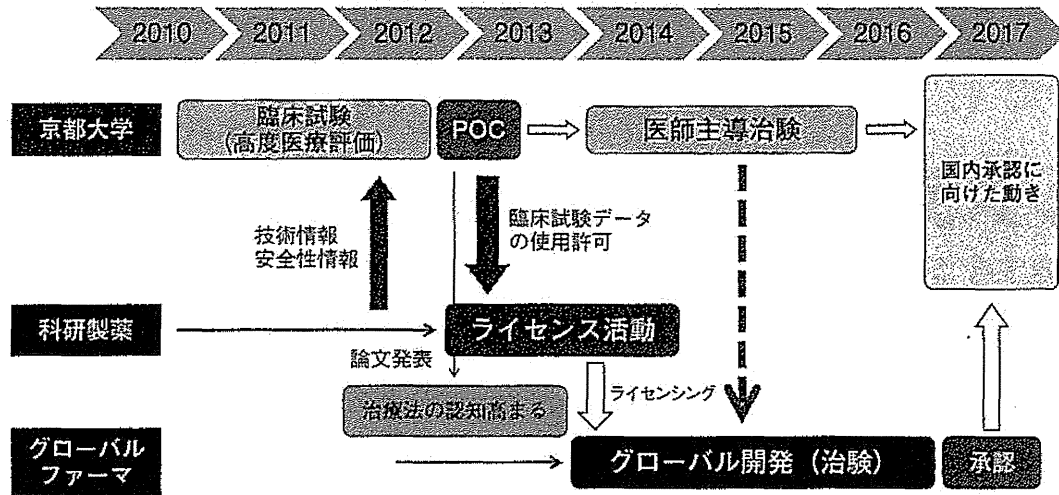 2010
2011
2012
2013
2014
2015
2016
2017
京都大学
臨床試験
(高度医療評価)
POC
医師主導治験
国内承認に
向けた動き
技術情報
安全性情報
臨床試験データ
の使用許可
科研製薬
ライセンス活動
論文発表
ライセンシング
治療法の認知高まる
グローバル
ファーマ
グローバル開発（治験）
承認